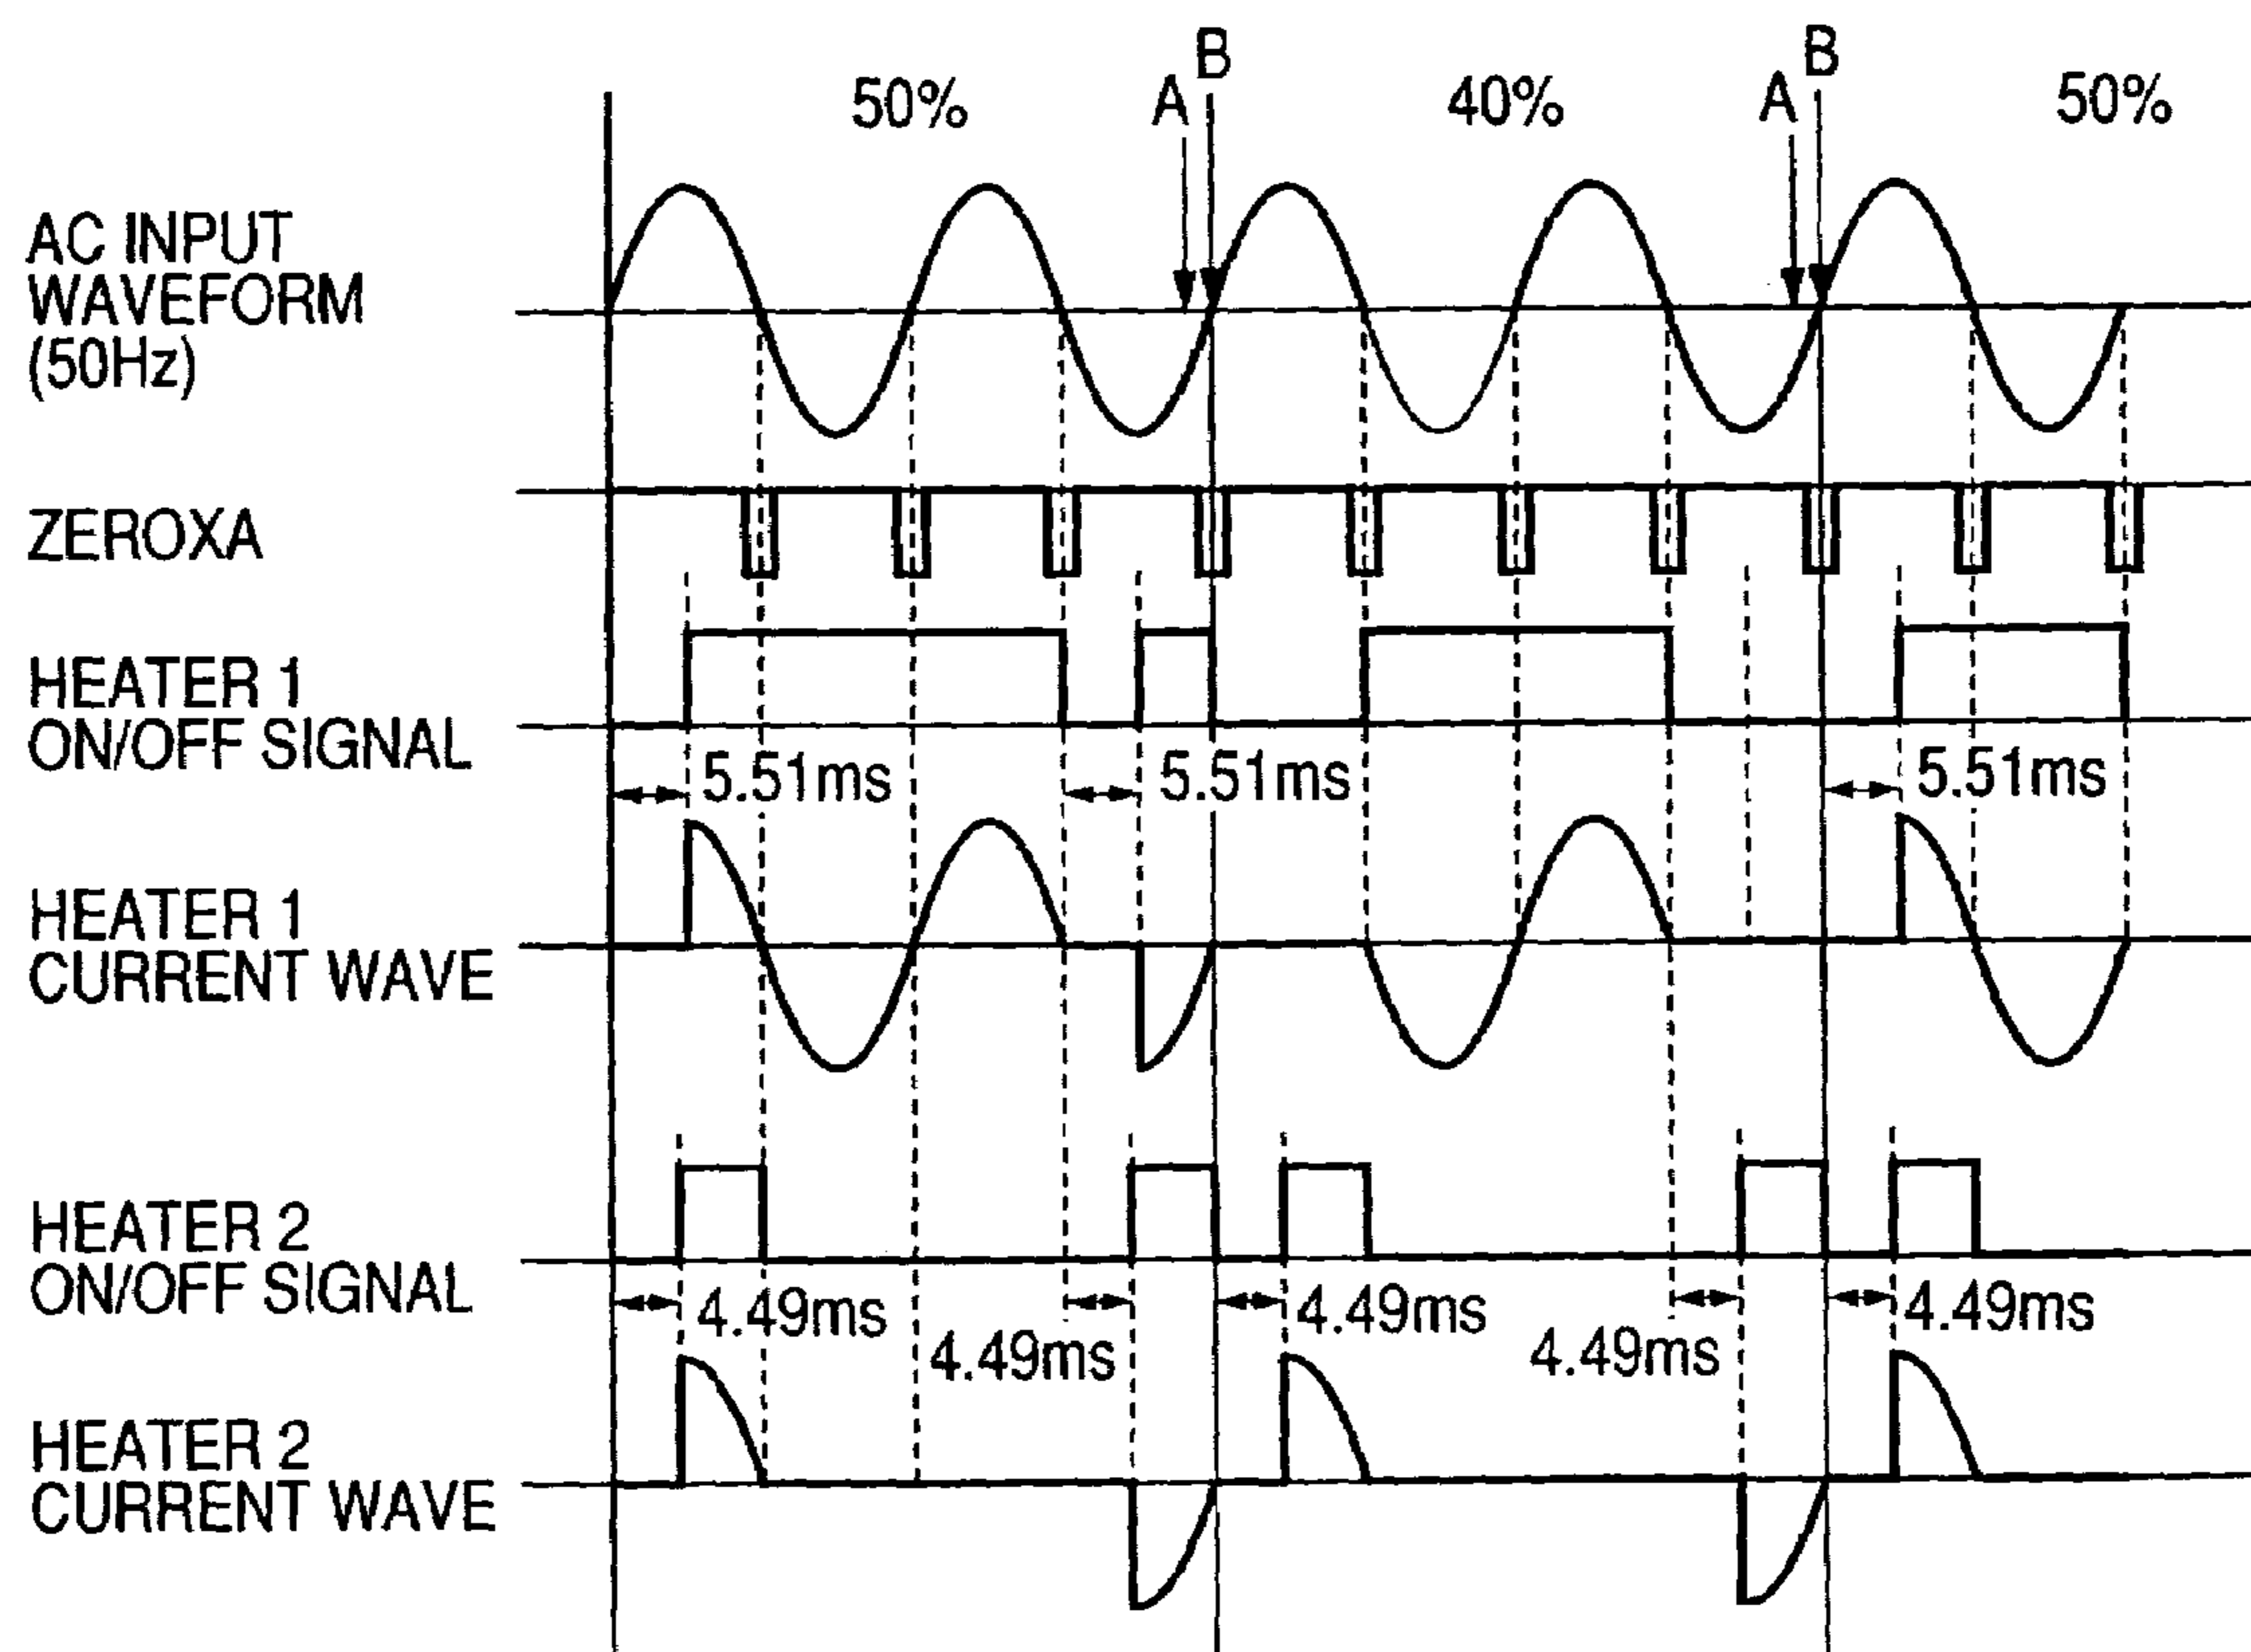 B B
50% A 40% A 50%
AC INPUT
WAVEFORM
(50Hz)
ZEROXA
HEATER 1
ON/OFF SIGNAL
5.51ms 5.51ms 5.51ms
HEATER 1
CURRENT WAVE
HEATER 2
ON/OFF SIGNAL
4.49ms 4.49ms 4.49ms
4.49ms 4.49ms
HEATER 2
CURRENT WAVE